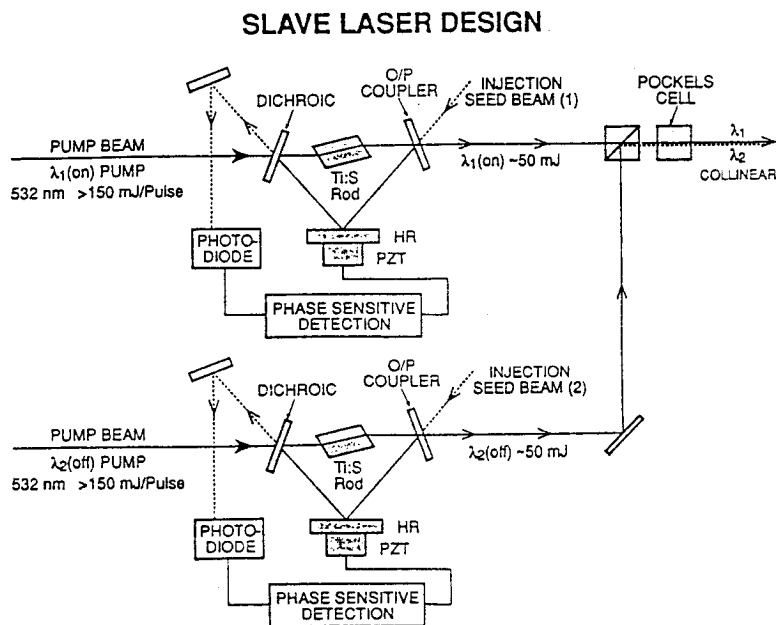 SLAVE LASER DESIGN
O/P
COUPLER
INJECTION
SEED BEAM (1)
POCKELS
CELL
DICHROIC
PUMP BEAM
λ1(on) PUMP
532 nm >150 mJ/Pulse
Ti:S
Rod
λ1(on) ~50 mJ
λ1
λ2
COLLINEAR
HR
PZT
PHOTO-
DIODE
PHASE SENSITIVE
DETECTION
O/P
COUPLER
INJECTION
SEED BEAM (2)
DICHROIC
PUMP BEAM
λ2(off) PUMP
532 nm >150 mJ/Pulse
Ti:S
Rod
λ2(off) ~50 mJ
HR
PZT
PHOTO-
DIODE
PHASE SENSITIVE
DETECTION